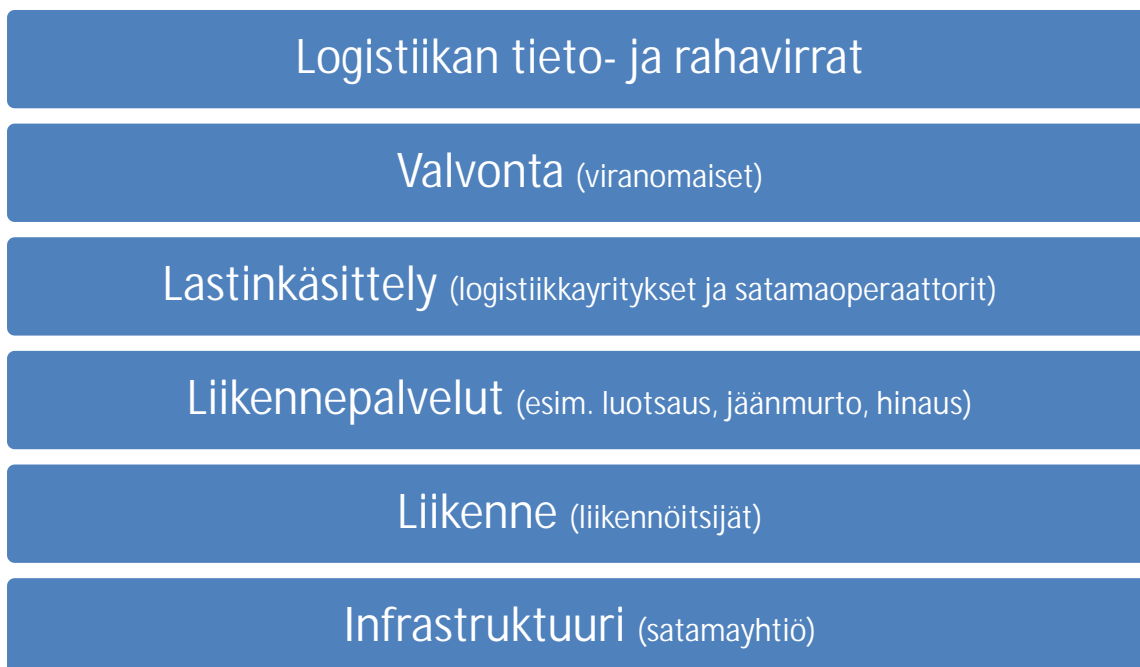 Logistiikan tieto- ja rahavirrat
Valvonta (viranomaiset)
Lastinkäsittely (logistiikkayritykset ja satamaoperaattorit)
Liikennepalvelut (esim. luotsaus, jäänmurto, hinaus)
Liikenne (liikennöitsijät)
Infrastruktuuri (satamayhtiö)